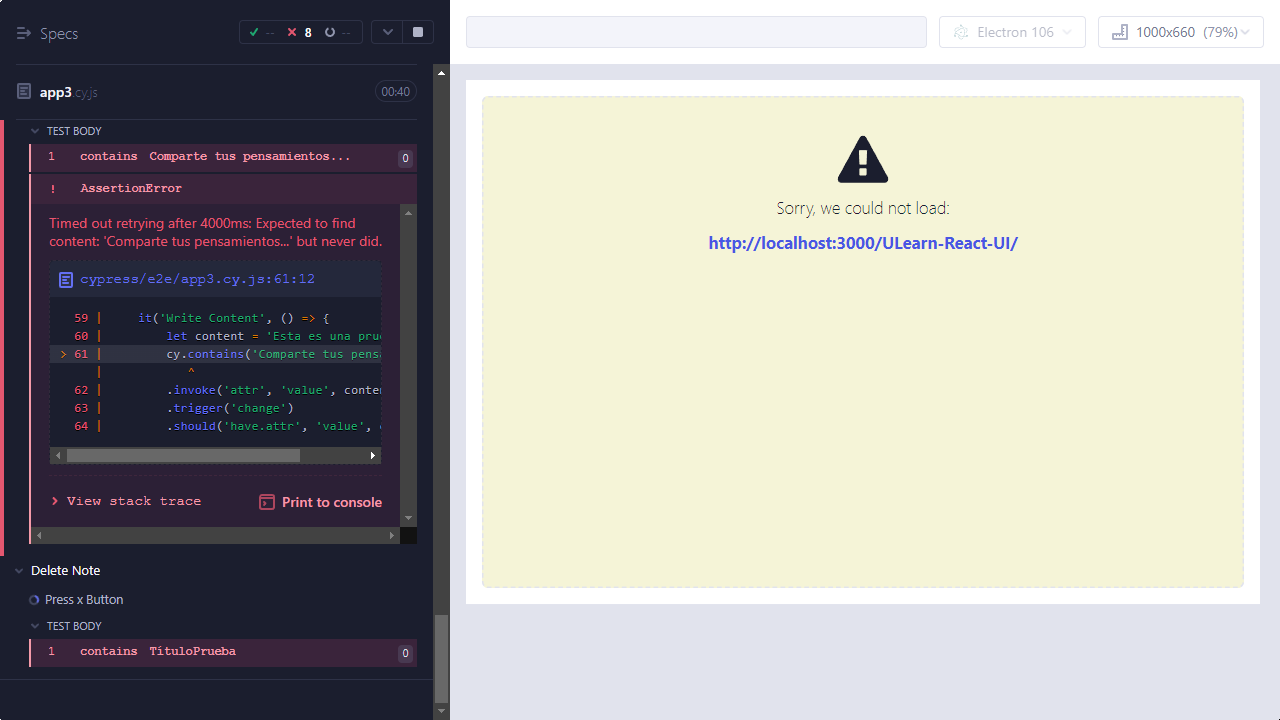 Specs
-- 8 --
Electron 106
1000x660 (79%)
app3.cy.js 00:40
TEST BODY
1 contains Comparte tus pensamientos... 0
! AssertionError
Timed out retrying after 4000ms: Expected to find
content: 'Comparte tus pensamientos...' but never did.
cypress/e2e/app3.cy.js:61:12
59 | it('Write Content', () => {
60 | let content = 'Esta es una pru
> 61 | cy.contains('Comparte tus pensa
| ^
62 | .invoke('attr', 'value', conten
63 | .trigger('change')
64 | .should('have.attr', 'value',
View stack trace
Print to console
Delete Note
Press x Button
TEST BODY
1 contains TítuloPrueba 0
Sorry, we could not load:
http://localhost:3000/ULearn-React-UI/